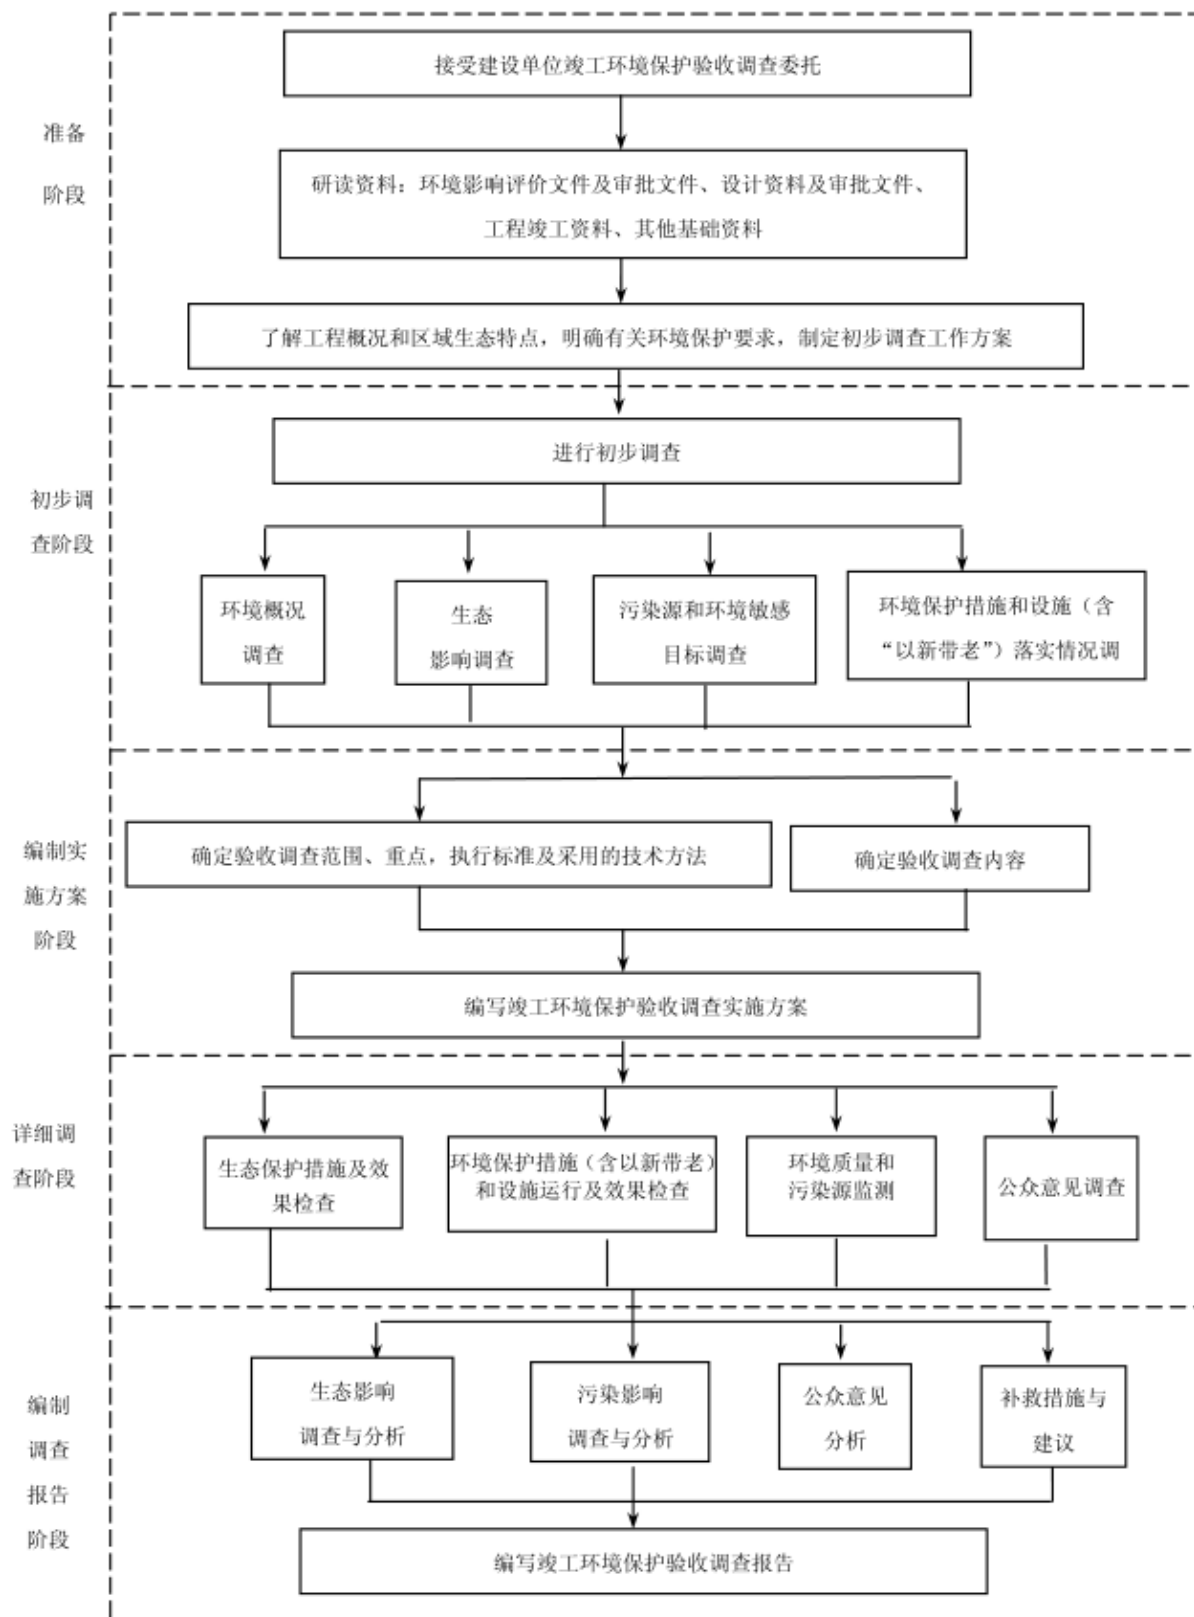 接受建设单位竣工环境保护验收调查委托
准备
阶段
研读资料：环境影响评价文件及审批文件、设计资料及审批文件、
工程竣工资料、其他基础资料
了解工程概况和区域生态特点，明确有关环境保护要求，制定初步调查工作方案
初步调
查阶段
进行初步调查
环境概况
调查
生态
影响调查
污染源和环境敏感
目标调查
环境保护措施和设施（含
“以新带老”）落实情况调
编制实
施方案
阶段
确定验收调查范围、重点，执行标准及采用的技术方法
确定验收调查内容
编写竣工环境保护验收调查实施方案
详细调
查阶段
生态保护措施及效
果检查
环境保护措施（含以新带老）
和设施运行及效果检查
环境质量和
污染源监测
公众意见调查
编制
调查
报告
阶段
生态影响
调查与分析
污染影响
调查与分析
公众意见
分析
补救措施与
建议
编写竣工环境保护验收调查报告